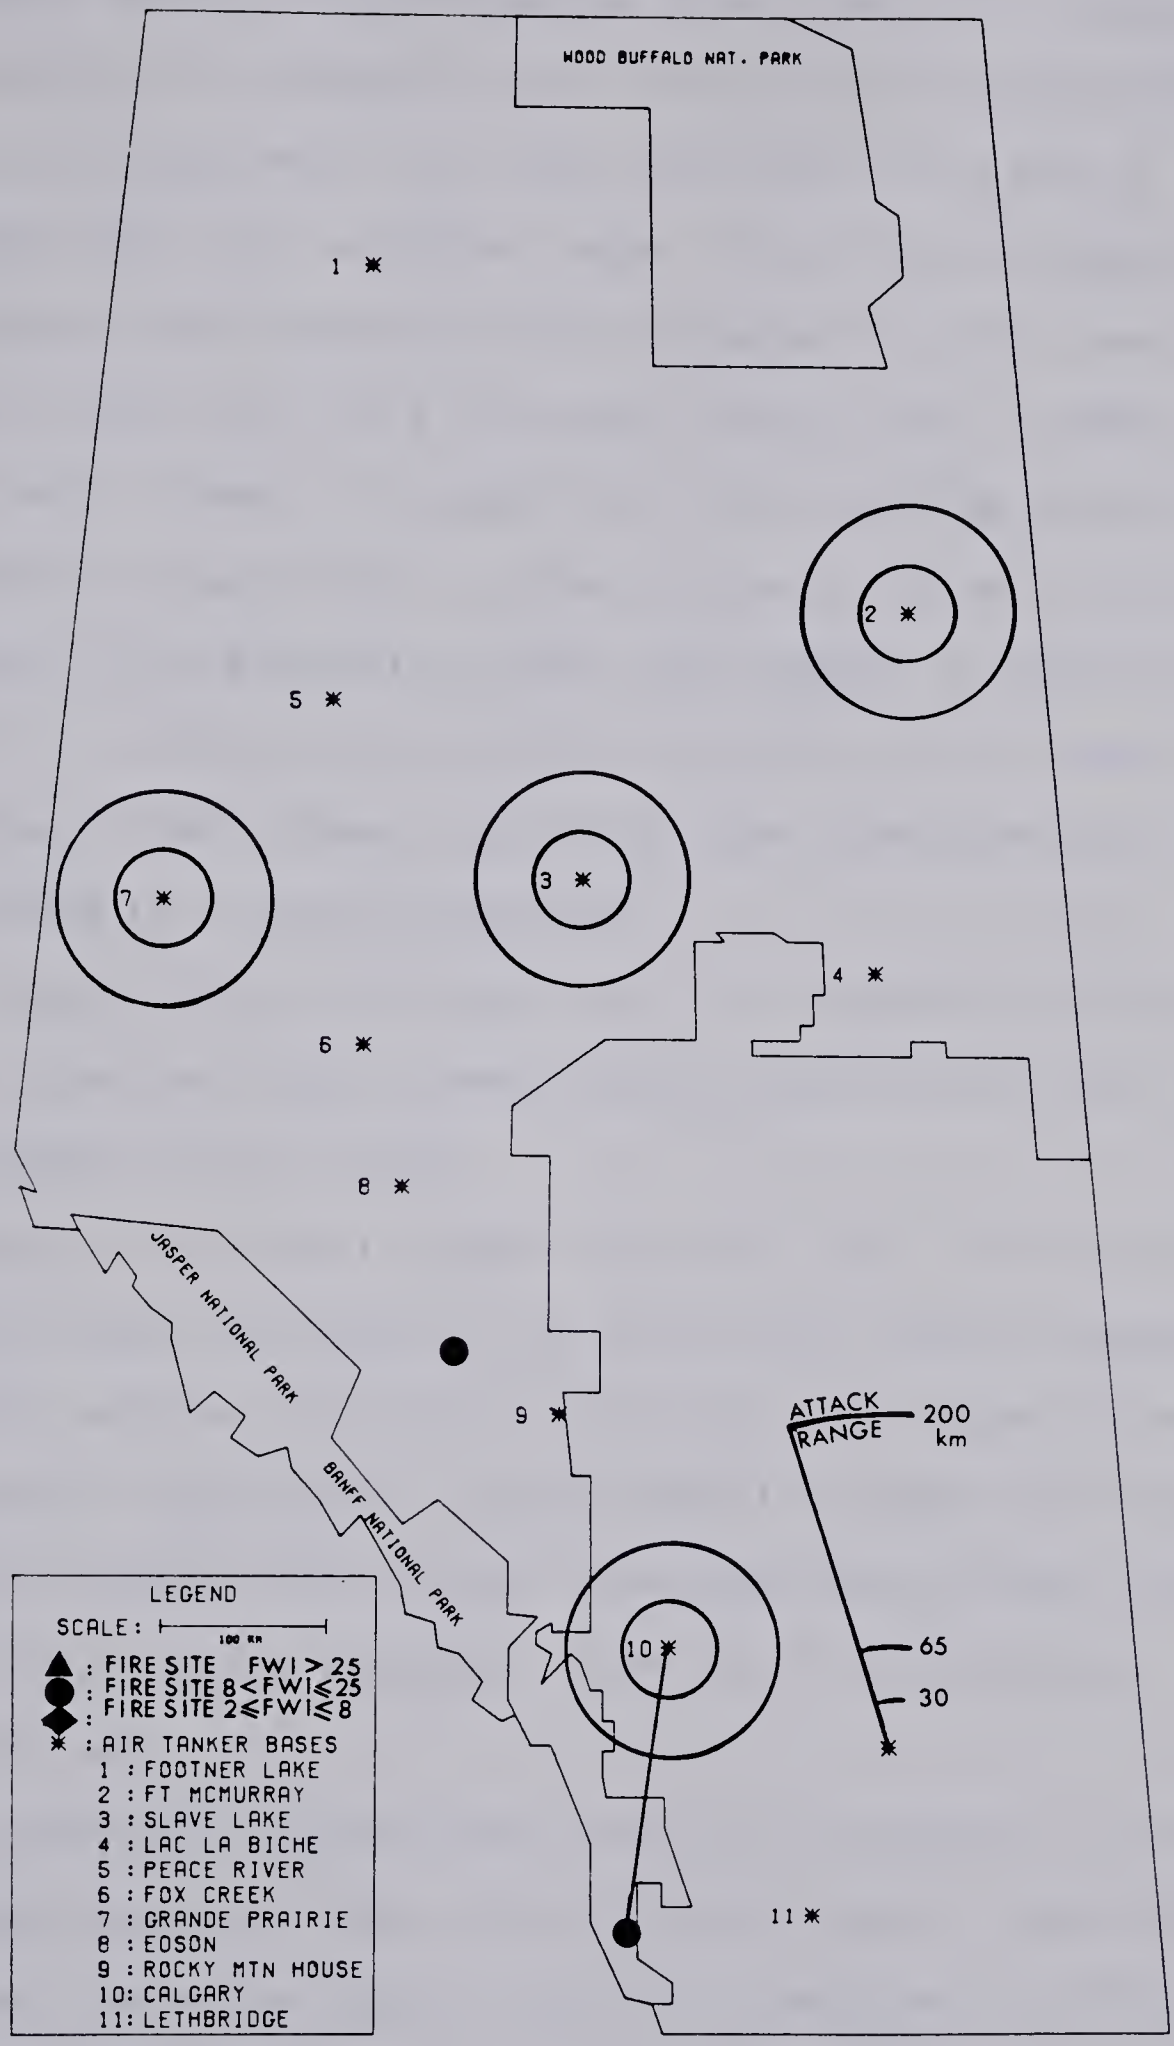 WOOD BUFFALO NAT. PARK
1
2
5
7
3
4
6
8
JASPER NATIONAL PARK
9
ATTACK
RANGE
200
km
BANFF NATIONAL PARK
10
65
30
11
LEGEND
SCALE:
100 KM
: FIRE SITE FWI > 25
: FIRE SITE 8 < FWI ≤ 25
: FIRE SITE 2 ≤ FWI ≤ 8
: AIR TANKER BASES
1 : FOOTNER LAKE
2 : FT MCMURRAY
3 : SLAVE LAKE
4 : LAC LA BICHE
5 : PEACE RIVER
6 : FOX CREEK
7 : GRANDE PRAIRIE
8 : EDSON
9 : ROCKY MTN HOUSE
10: CALGARY
11: LETHBRIDGE